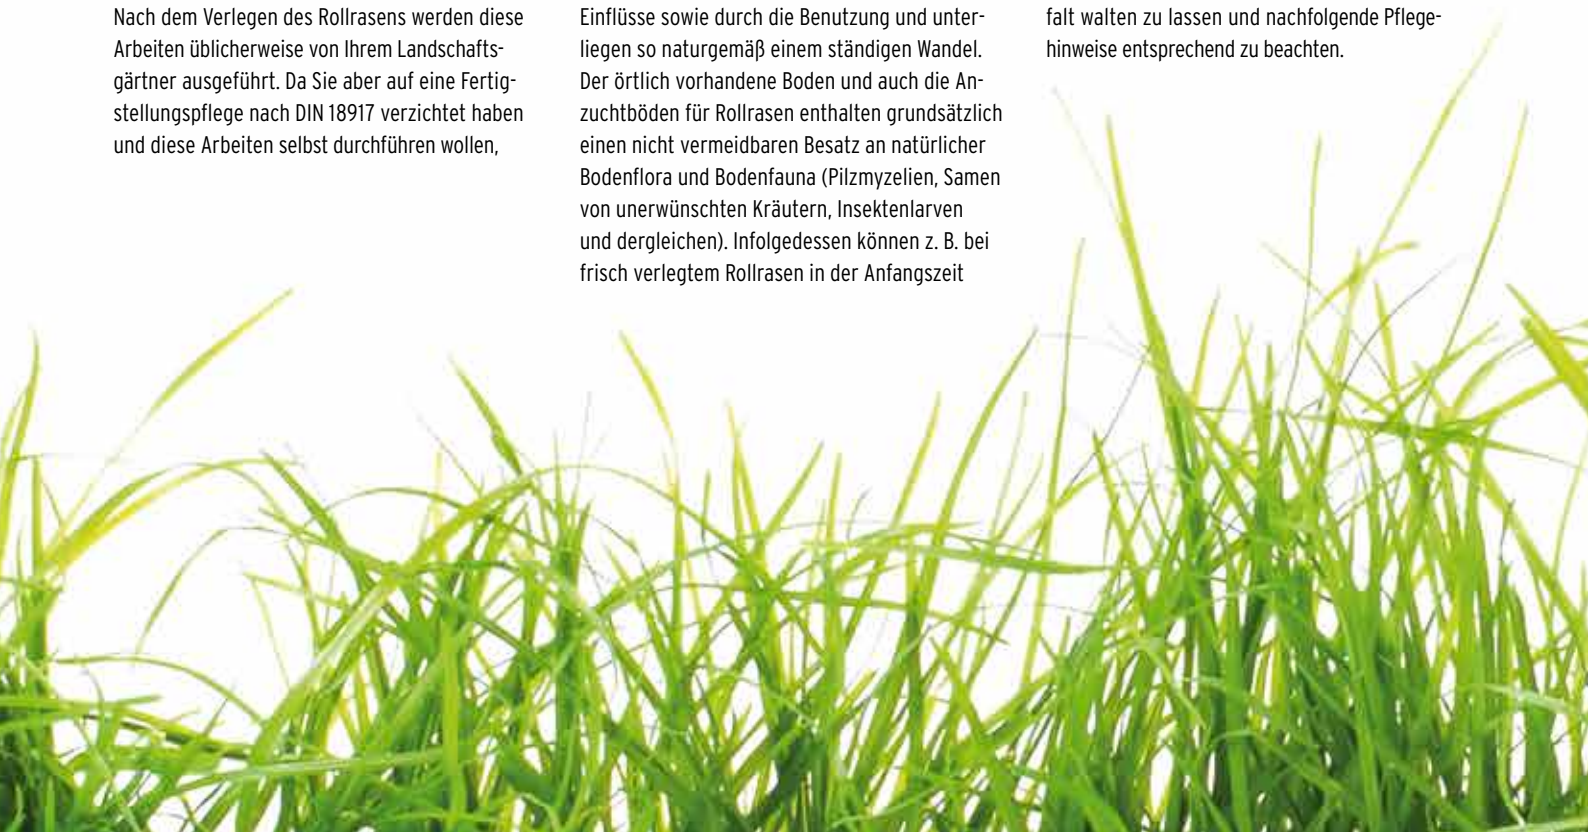 Nach dem Verlegen des Rollrasens werden diese
Arbeiten üblicherweise von Ihrem Landschafts-
gärtner ausgeführt. Da Sie aber auf eine Fertig-
stellungspflege nach DIN 18917 verzichtet haben
und diese Arbeiten selbst durchführen wollen,
Einflüsse sowie durch die Benutzung und unter-
liegen so naturgemäß einem ständigen Wandel.
Der örtlich vorhandene Boden und auch die An-
zuchtböden für Rollrasen enthalten grundsätzlich
einen nicht vermeidbaren Besatz an natürlicher
Bodenflora und Bodenfauna (Pilzmyzelien, Samen
von unerwünschten Kräutern, Insektenlarven
und dergleichen). Infolgedessen können z. B. bei
frisch verlegtem Rollrasen in der Anfangszeit
falt walten zu lassen und nachfolgende Pflege-
hinweise entsprechend zu beachten.